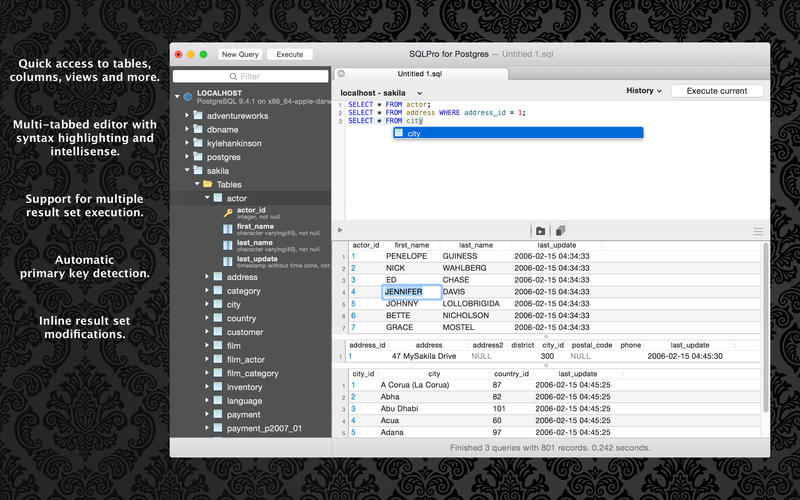 Quick access to tables,
columns, views and more.
Multi-tabbed editor with
syntax highlighting and
intellisense.
Support for multiple
result set execution.
Automatic
primary key detection.
Inline result set
modifications.
New Query
Execute
SQLPro for Postgres — Untitled 1.sql
Filter
LOCALHOST
PostgreSQL 9.4.1 on x86_64-apple-darw
adventureworks
dbname
kylehankinson
postgres
sakila
Tables
actor
actor_id
integer, not null
first_name
character varying(45), not null
last_name
character varying(45), not null
last_update
timestamp without time zone, not
address
category
city
country
customer
film
film_actor
film_category
inventory
language
payment
payment_p2007_01
Untitled 1.sql
localhost - sakila
History
Execute current
1 SELECT * FROM actor;
2 SELECT * FROM address WHERE address_id = 1;
3 SELECT * FROM city
city
actor_id first_name last_name last_update
1 1 PENELOPE GUINESS 2006-02-15 04:34:33
2 2 NICK WAHLBERG 2006-02-15 04:34:33
3 3 ED CHASE 2006-02-15 04:34:33
4 4 JENNIFER DAVIS 2006-02-15 04:34:33
5 5 JOHNNY LOLLOBRIGIDA 2006-02-15 04:34:33
6 6 BETTE NICHOLSON 2006-02-15 04:34:33
7 7 GRACE MOSTEL 2006-02-15 04:34:33
address_id address address2 district city_id postal_code phone last_update
1 1 47 MySakila Drive NULL 300 NULL 2006-02-15 04:45:30
city_id city country_id last_update
1 1 A Corua (La Corua) 87 2006-02-15 04:45:25
2 2 Abha 82 2006-02-15 04:45:25
3 3 Abu Dhabi 101 2006-02-15 04:45:25
4 4 Acua 60 2006-02-15 04:45:25
5 5 Adana 97 2006-02-15 04:45:25
Finished 3 queries with 801 records. 0.242 seconds.